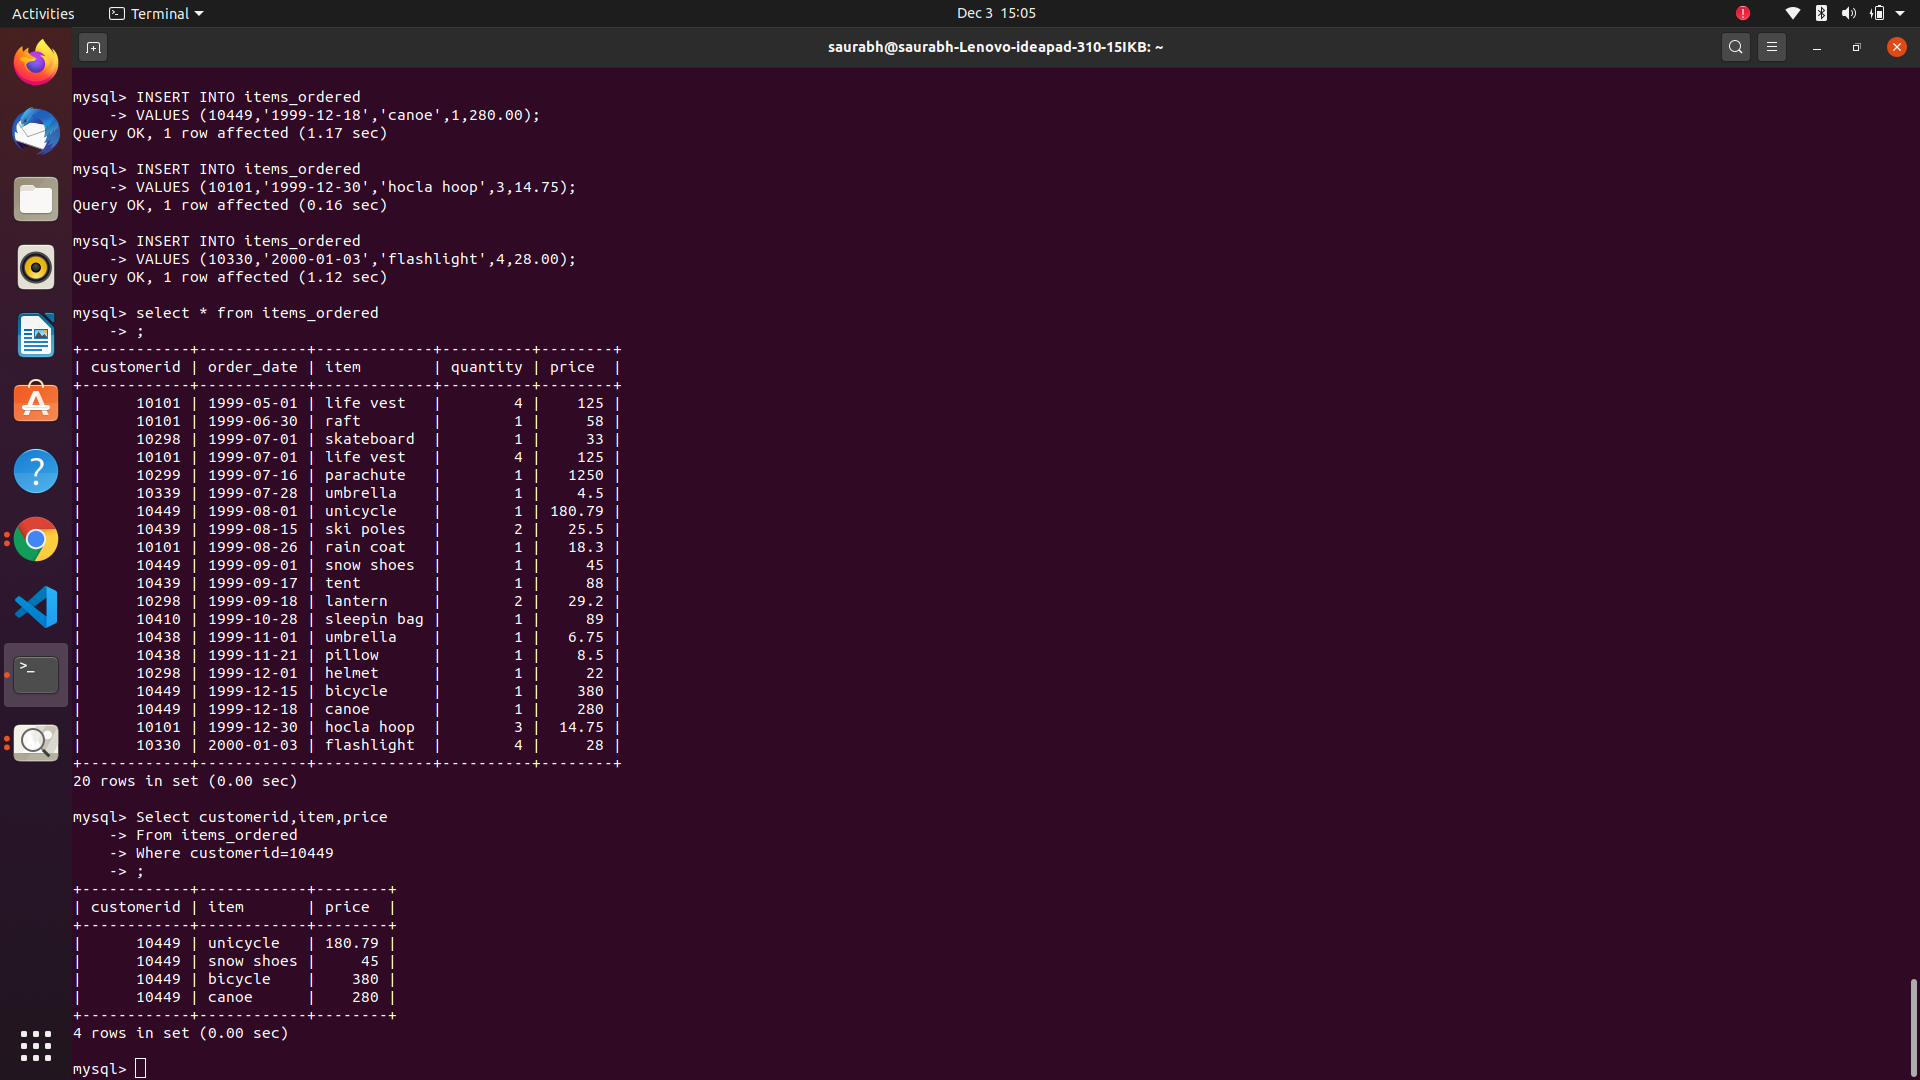 Activities Terminal Dec 3 15:05
saurabh@saurabh-Lenovo-ideapad-310-15IKB: ~
mysql> INSERT INTO items_ordered
    -> VALUES (10449,'1999-12-18','canoe',1,280.00);
Query OK, 1 row affected (1.17 sec)

mysql> INSERT INTO items_ordered
    -> VALUES (10101,'1999-12-30','hocla hoop',3,14.75);
Query OK, 1 row affected (0.16 sec)

mysql> INSERT INTO items_ordered
    -> VALUES (10330,'2000-01-03','flashlight',4,28.00);
Query OK, 1 row affected (1.12 sec)

mysql> select * from items_ordered
    -> ;
+------------+------------+-------------+----------+--------+
| customerid | order_date | item        | quantity | price  |
+------------+------------+-------------+----------+--------+
|      10101 | 1999-05-01 | life vest   |        4 |    125 |
|      10101 | 1999-06-30 | raft        |        1 |     58 |
|      10298 | 1999-07-01 | skateboard  |        1 |     33 |
|      10101 | 1999-07-01 | life vest   |        4 |    125 |
|      10299 | 1999-07-16 | parachute   |        1 |   1250 |
|      10339 | 1999-07-28 | umbrella    |        1 |    4.5 |
|      10449 | 1999-08-01 | unicycle    |        1 | 180.79 |
|      10439 | 1999-08-15 | ski poles   |        2 |   25.5 |
|      10101 | 1999-08-26 | rain coat   |        1 |   18.3 |
|      10449 | 1999-09-01 | snow shoes  |        1 |     45 |
|      10439 | 1999-09-17 | tent        |        1 |     88 |
|      10298 | 1999-09-18 | lantern     |        2 |   29.2 |
|      10410 | 1999-10-28 | sleepin bag |        1 |     89 |
|      10438 | 1999-11-01 | umbrella    |        1 |   6.75 |
|      10438 | 1999-11-21 | pillow      |        1 |    8.5 |
|      10298 | 1999-12-01 | helmet      |        1 |     22 |
|      10449 | 1999-12-15 | bicycle     |        1 |    380 |
|      10449 | 1999-12-18 | canoe       |        1 |    280 |
|      10101 | 1999-12-30 | hocla hoop  |        3 |  14.75 |
|      10330 | 2000-01-03 | flashlight  |        4 |     28 |
+------------+------------+-------------+----------+--------+
20 rows in set (0.00 sec)

mysql> Select customerid,item,price
    -> From items_ordered
    -> Where customerid=10449
    -> ;
+------------+------------+--------+
| customerid | item       | price  |
+------------+------------+--------+
|      10449 | unicycle   | 180.79 |
|      10449 | snow shoes |     45 |
|      10449 | bicycle    |    380 |
|      10449 | canoe      |    280 |
+------------+------------+--------+
4 rows in set (0.00 sec)

mysql>